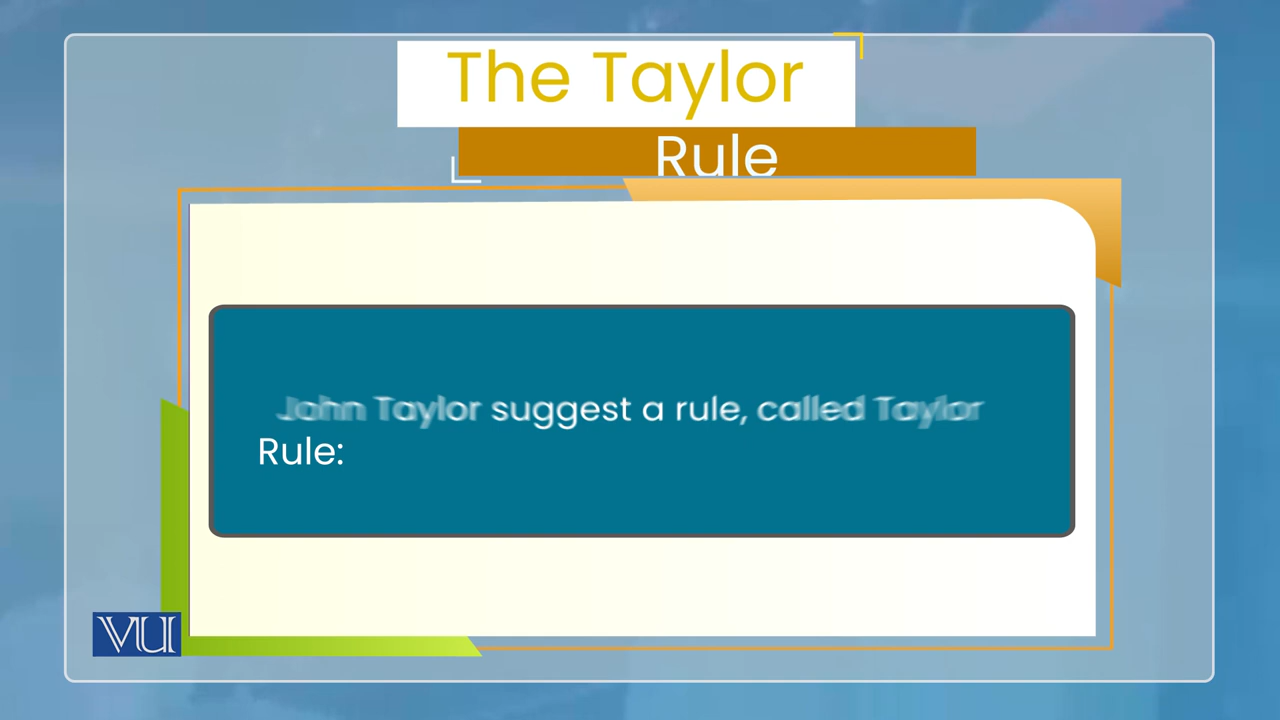 The Taylor
Rule
John Taylor suggest a rule, called Taylor
Rule:
VU